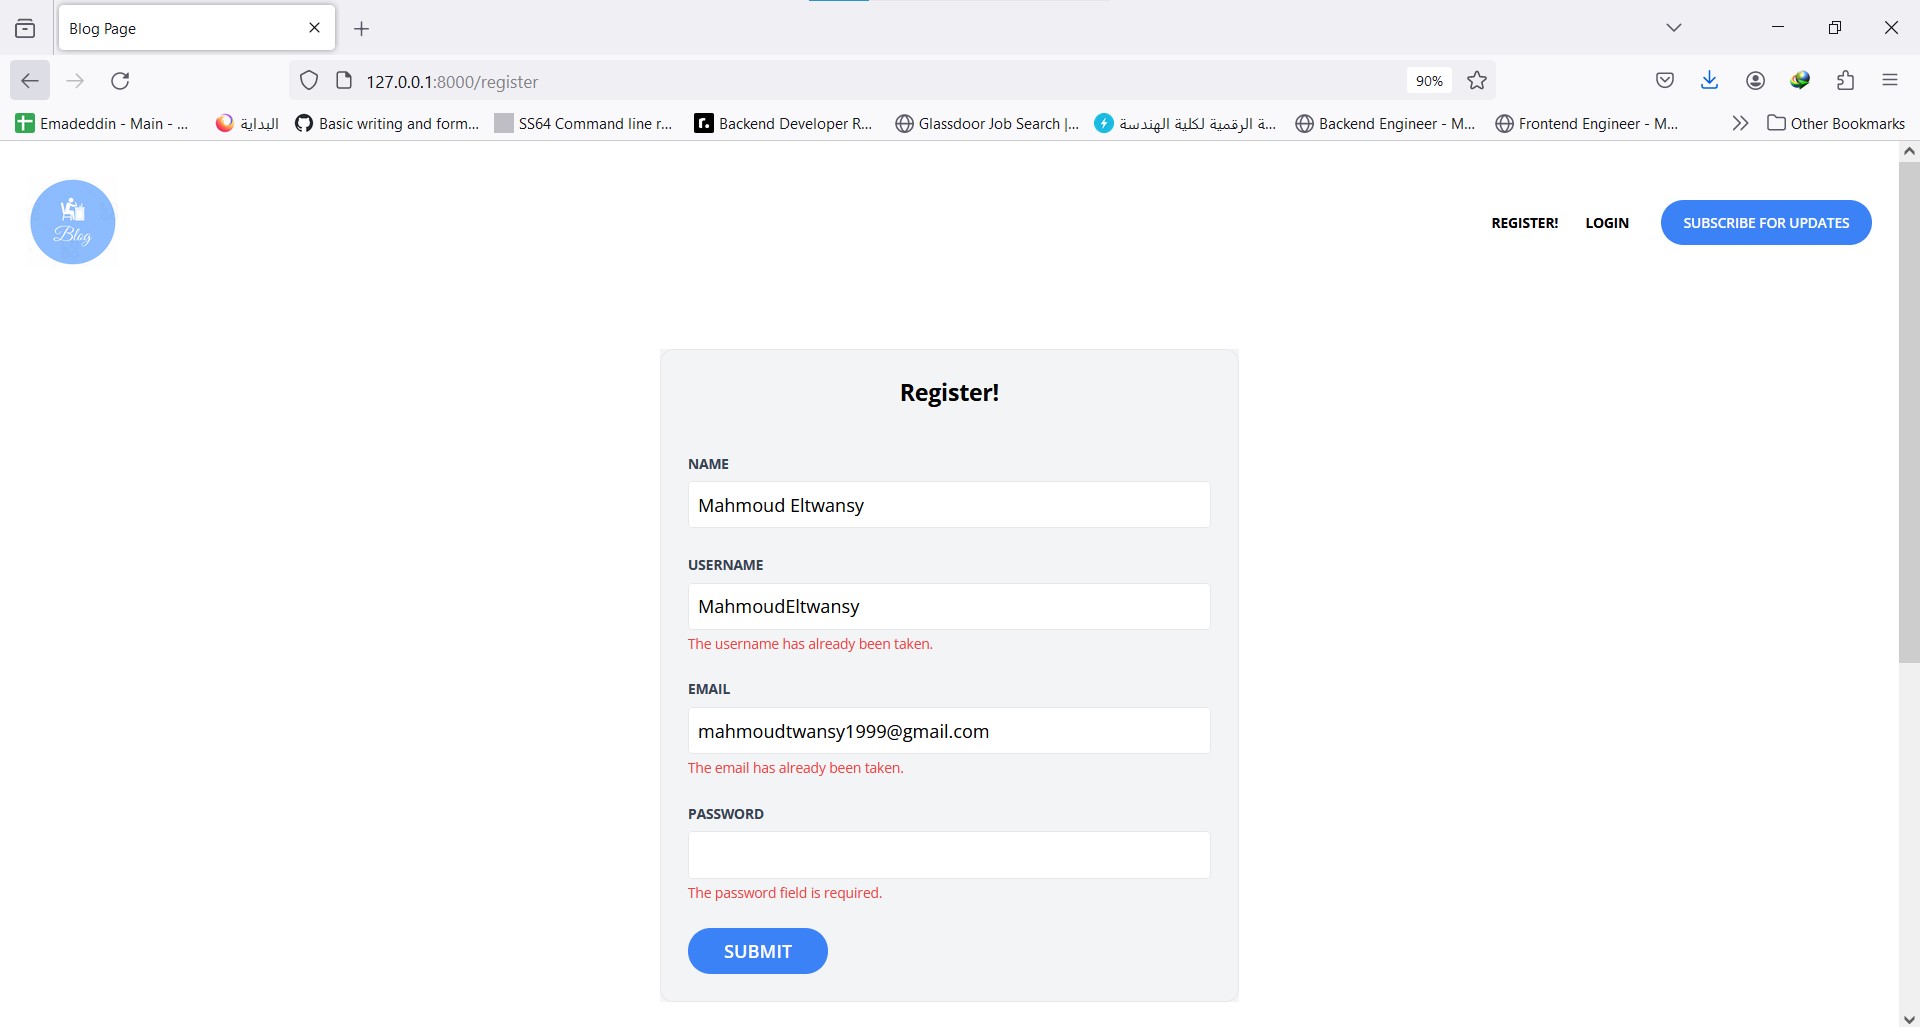 Blog Page
127.0.0.1:8000/register
90%
Emadeddin - Main - ...
البداية
Basic writing and form...
SS64 Command line r...
Backend Developer R...
Glassdoor Job Search |...
ة الرقمية لكلية الهندسة...
Backend Engineer - M...
Frontend Engineer - M...
Other Bookmarks
Blog
REGISTER!
LOGIN
SUBSCRIBE FOR UPDATES
Register!
NAME
Mahmoud Eltwansy
USERNAME
MahmoudEltwansy
The username has already been taken.
EMAIL
mahmoudtwansy1999@gmail.com
The email has already been taken.
PASSWORD
The password field is required.
SUBMIT